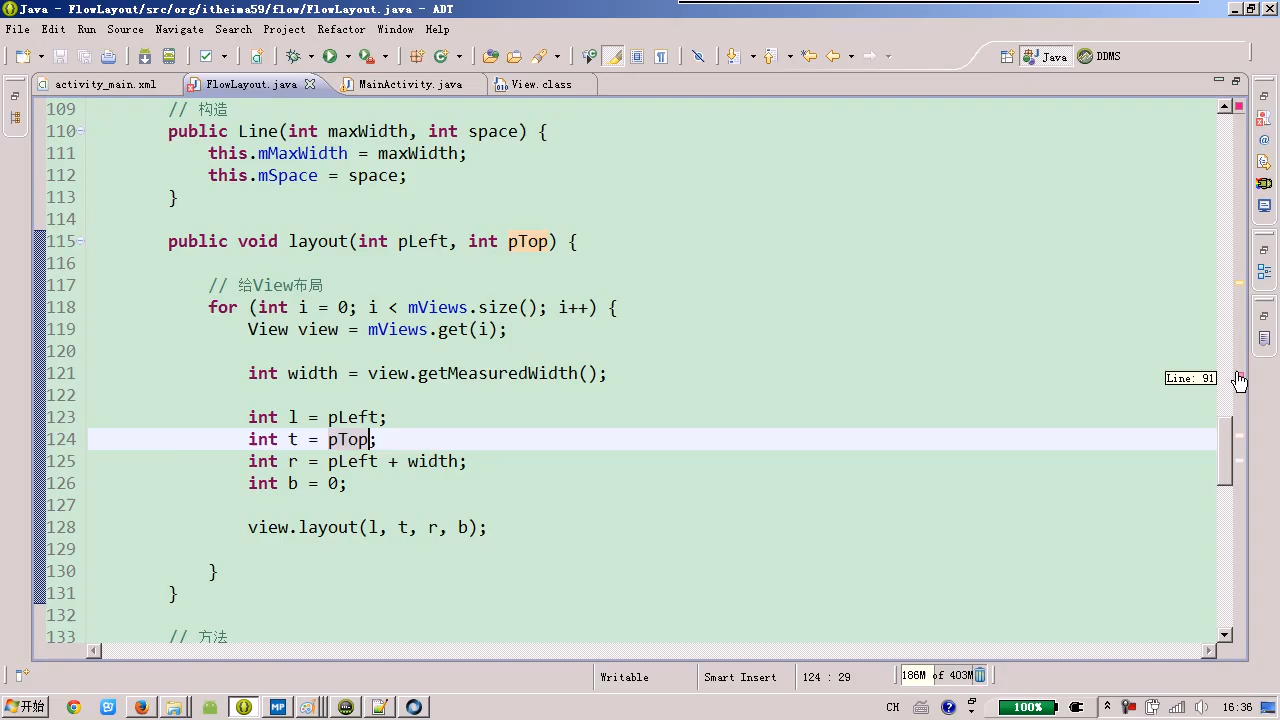 Java - FlowLayout/src/org/itheima59/flow/FlowLayout.java - ADT
File Edit Run Source Navigate Search Project Refactor Window Help
Java DDMS
activity_main.xml FlowLayout.java MainActivity.java View.class
109 // 构造
110 public Line(int maxWidth, int space) {
111 this.mMaxWidth = maxWidth;
112 this.mSpace = space;
113 }
114
115 public void layout(int pLeft, int pTop) {
116
117 // 给View布局
118 for (int i = 0; i < mViews.size(); i++) {
119 View view = mViews.get(i);
120
121 int width = view.getMeasuredWidth();
Line: 91
122
123 int l = pLeft;
124 int t = pTop;
125 int r = pLeft + width;
126 int b = 0;
127
128 view.layout(l, t, r, b);
129
130 }
131 }
132
133 // 方法
Writable Smart Insert 124 : 29 186M of 403M
开始 MP CH 100% 16:36